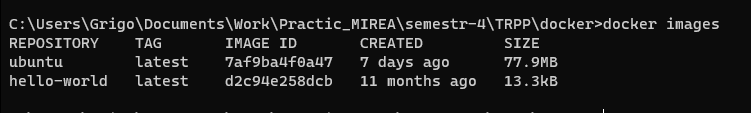 C:\Users\Grigo\Documents\Work\Practic_MIREA\semestr-4\TRPP\docker>docker images
REPOSITORY    TAG       IMAGE ID       CREATED         SIZE
ubuntu        latest    7af9ba4f0a47   7 days ago      77.9MB
hello-world   latest    d2c94e258dcb   11 months ago   13.3kB